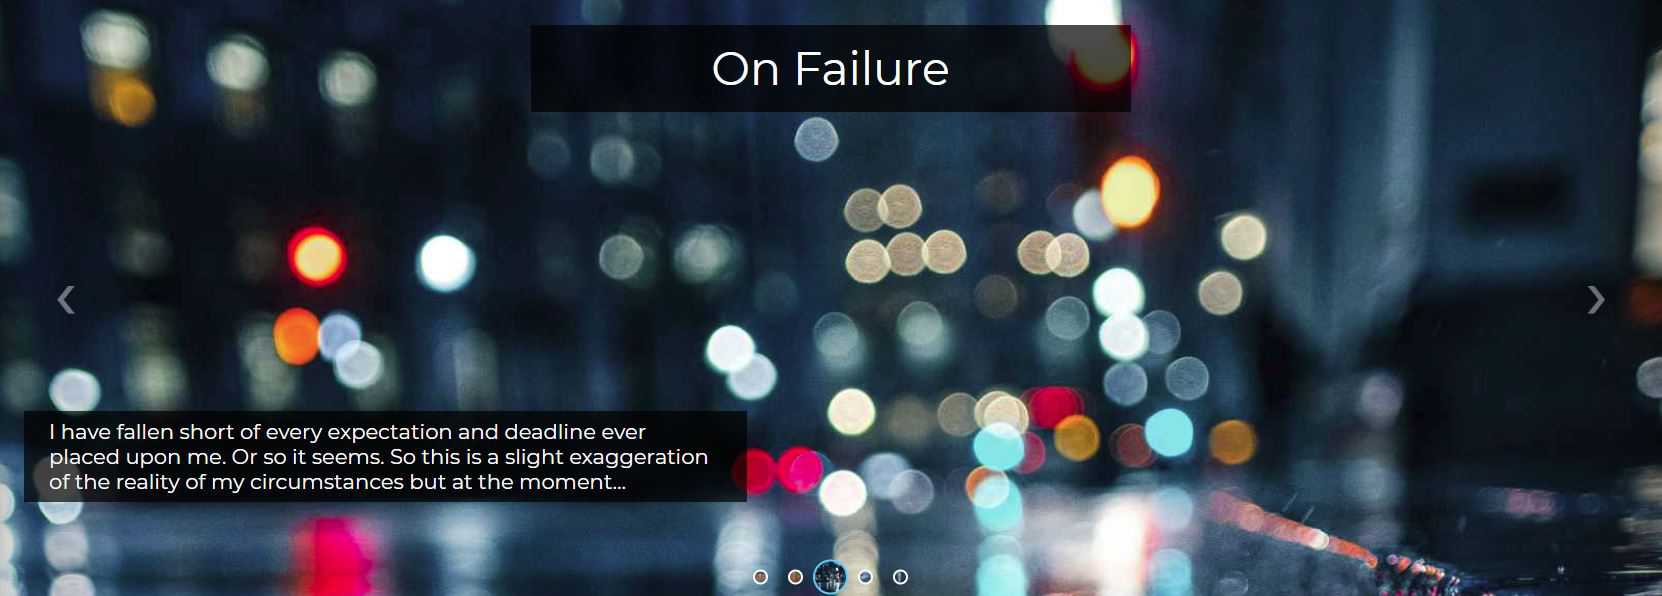 On Failure
I have fallen short of every expectation and deadline ever
placed upon me. Or so it seems. So this is a slight exaggeration
of the reality of my circumstances but at the moment...